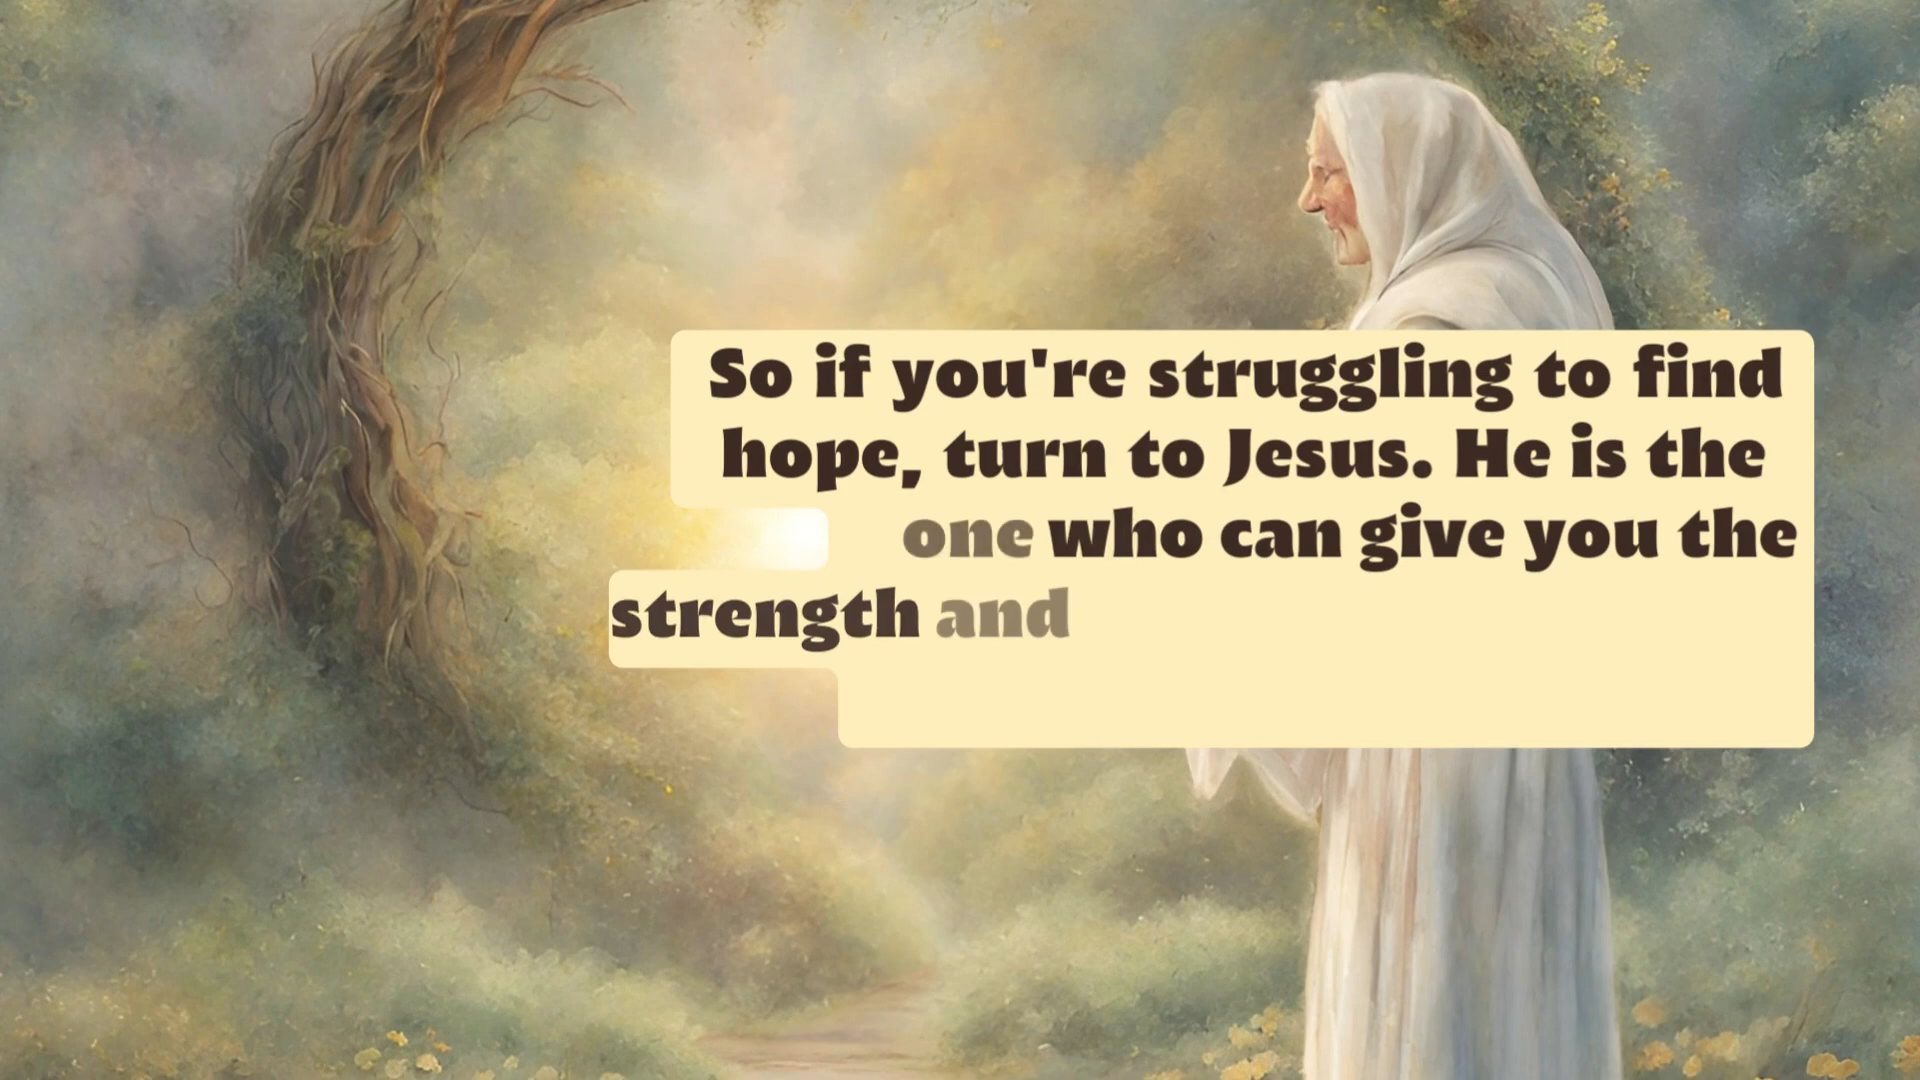 So if you're struggling to find
hope, turn to Jesus. He is the
one who can give you the
strength and